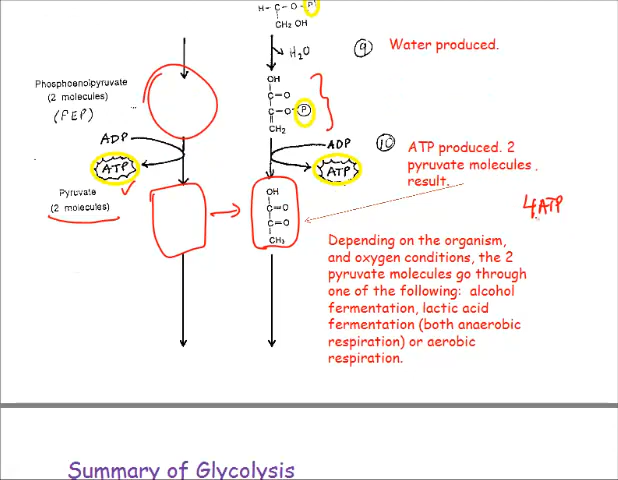 H-C-O-P
CH₂OH
H₂O
⑨ Water produced.
Phosphoenolpyruvate
(2 molecules)
(PEP)
OH
C=O
C-O-P
CH₂
ADP
ATP
ADP
ATP
⑩ ATP produced. 2
pyruvate molecules.
result.
Pyruvate
(2 molecules)
OH
C=O
C=O
CH₃
4 ATP
Depending on the organism,
and oxygen conditions, the 2
pyruvate molecules go through
one of the following: alcohol
fermentation, lactic acid
fermentation (both anaerobic
respiration) or aerobic
respiration.
Summary of Glycolysis